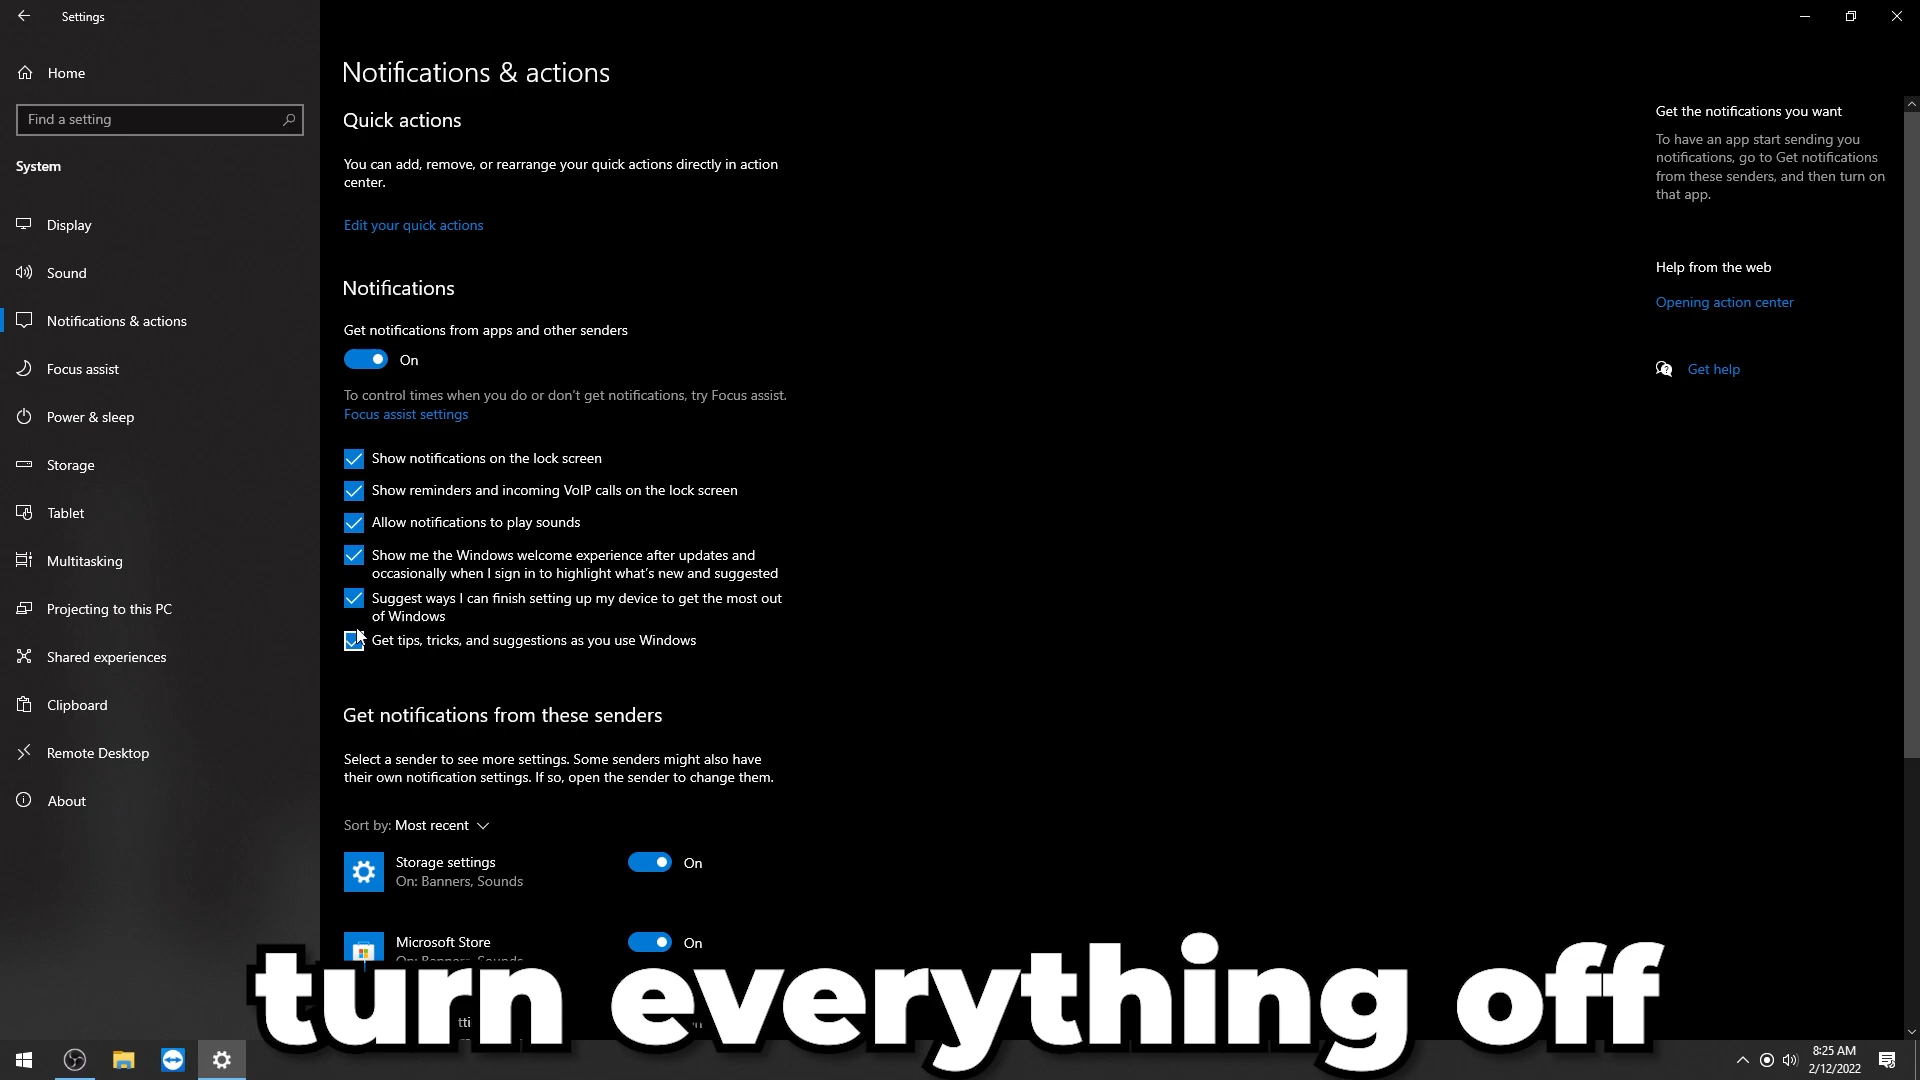 Settings
Home
Find a setting
System
Display
Sound
Notifications & actions
Focus assist
Power & sleep
Storage
Tablet
Multitasking
Projecting to this PC
Shared experiences
Clipboard
Remote Desktop
About
Notifications & actions
Quick actions
You can add, remove, or rearrange your quick actions directly in action
center.
Edit your quick actions
Notifications
Get notifications from apps and other senders
On
To control times when you do or don't get notifications, try Focus assist.
Focus assist settings
Show notifications on the lock screen
Show reminders and incoming VoIP calls on the lock screen
Allow notifications to play sounds
Show me the Windows welcome experience after updates and
occasionally when I sign in to highlight what's new and suggested
Suggest ways I can finish setting up my device to get the most out
of Windows
Get tips, tricks, and suggestions as you use Windows
Get notifications from these senders
Select a sender to see more settings. Some senders might also have
their own notification settings. If so, open the sender to change them.
Sort by: Most recent
Storage settings
On
On: Banners, Sounds
Microsoft Store
On
On: Banners, Sounds
turn everything off
Get the notifications you want
To have an app start sending you
notifications, go to Get notifications
from these senders, and then turn on
that app.
Help from the web
Opening action center
Get help
8:25 AM
2/12/2022